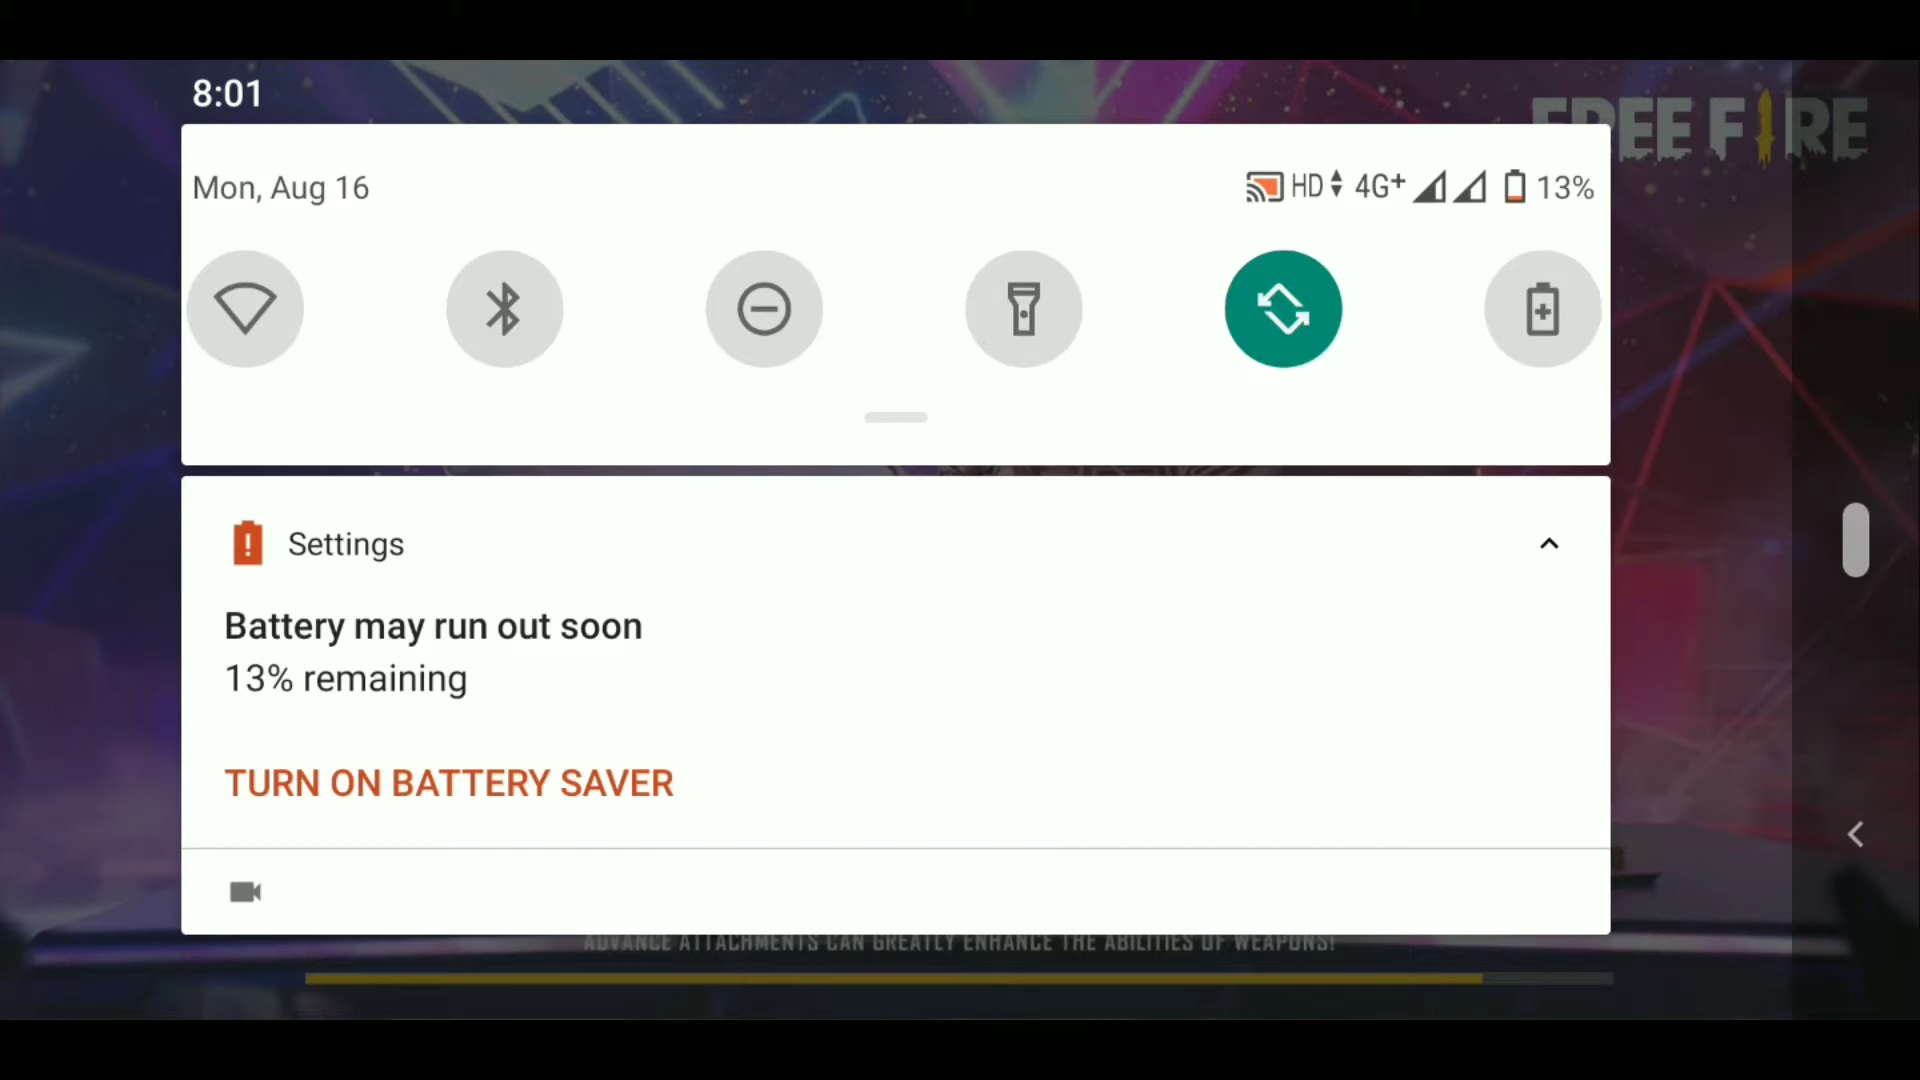 8:01
FREE FIRE
Mon, Aug 16
HD 4G+ 13%
Settings
Battery may run out soon
13% remaining
TURN ON BATTERY SAVER
ADVANCE ATTACHMENTS CAN GREATLY ENHANCE THE ABILITIES OF WEAPONS!